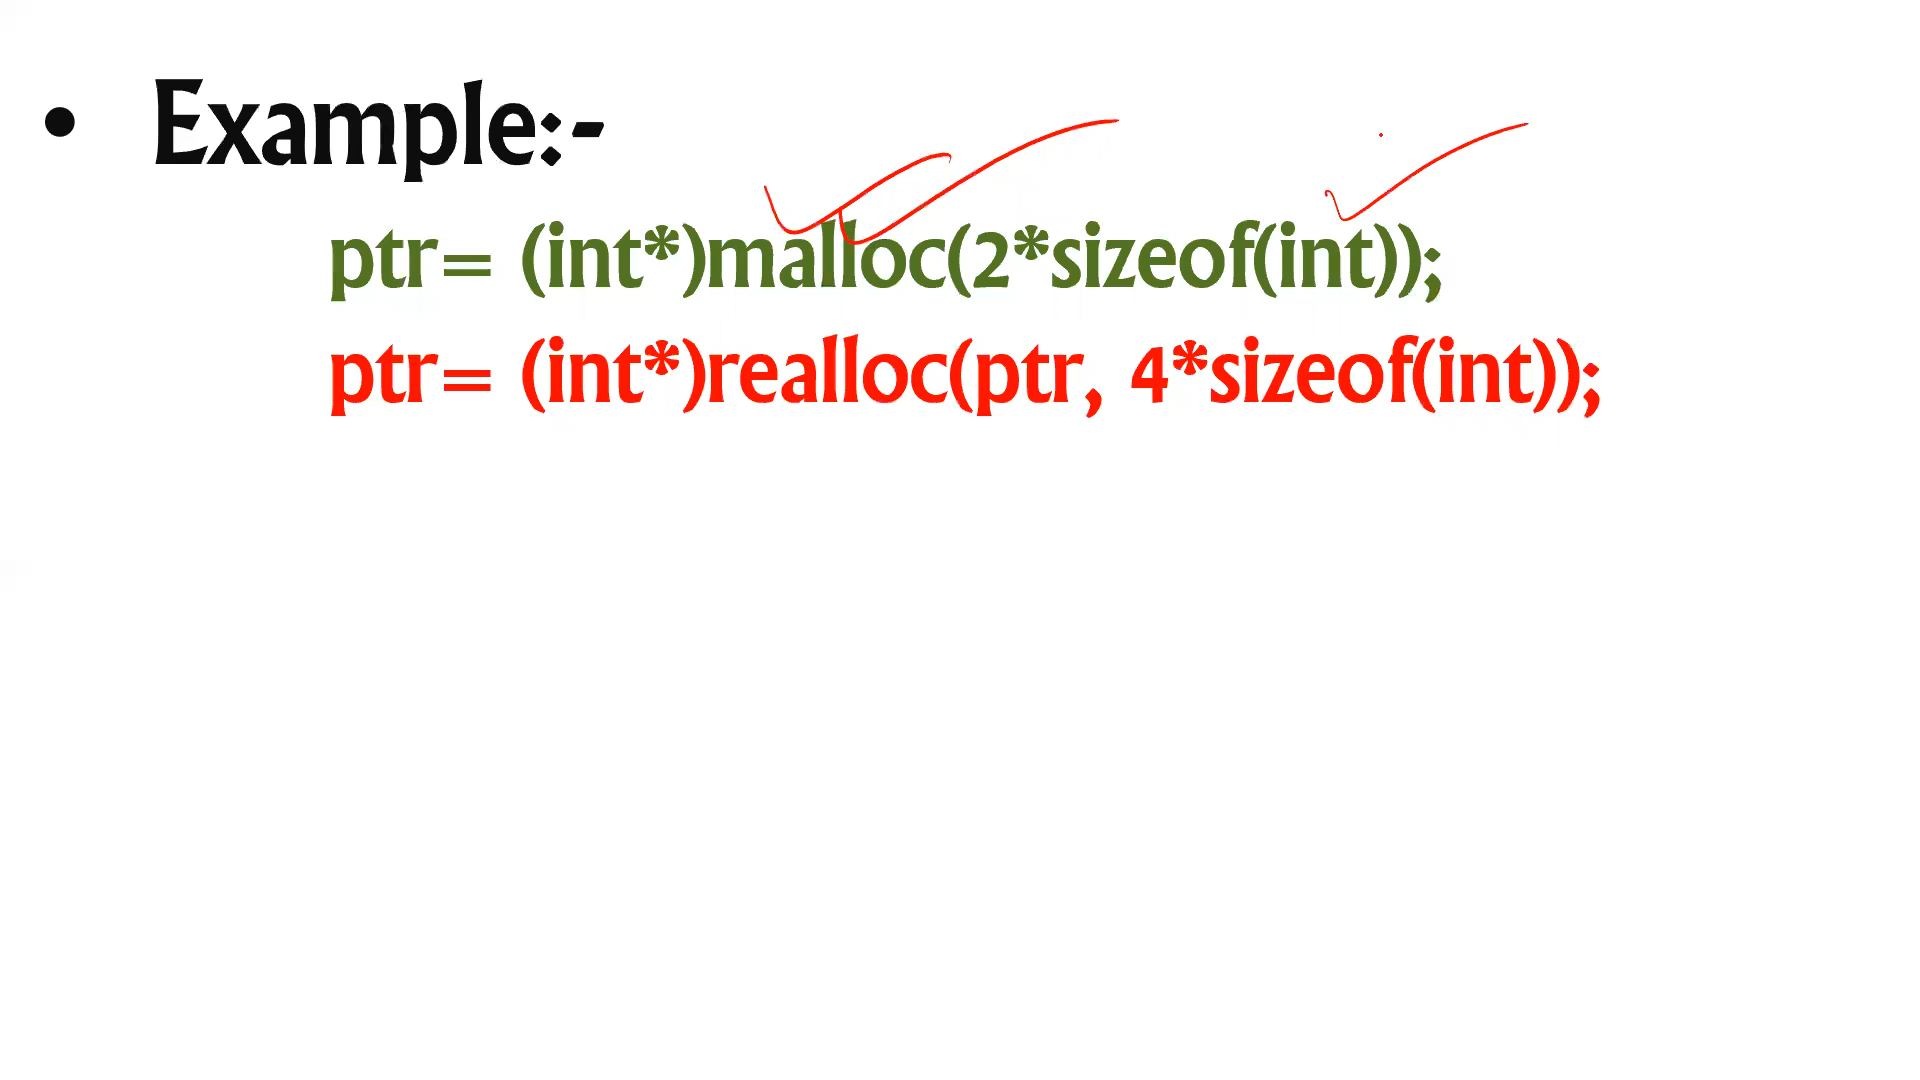 • Example:-
ptr= (int*)malloc(2*sizeof(int));
ptr= (int*)realloc(ptr, 4*sizeof(int));